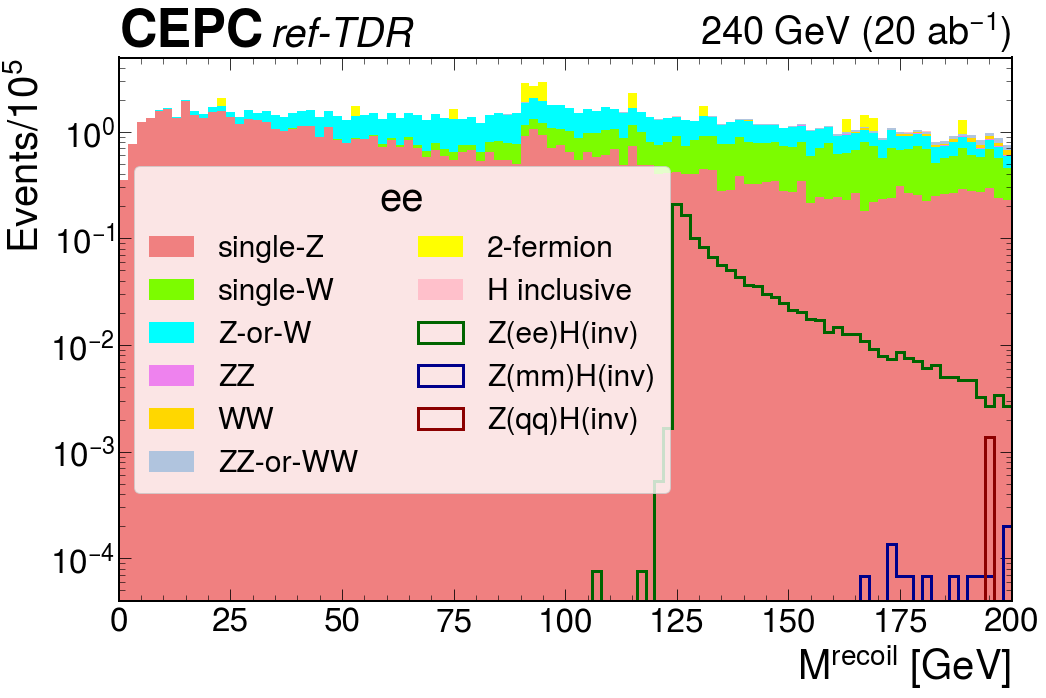 CEPC ref-TDR 240 GeV (20 ab⁻¹)
Events/10⁵
10⁰
10⁻¹
10⁻²
10⁻³
10⁻⁴
ee
single-Z 2-fermion
single-W H inclusive
Z-or-W Z(ee)H(inv)
ZZ Z(mm)H(inv)
WW Z(qq)H(inv)
ZZ-or-WW
0 25 50 75 100 125 150 175 200
Mʳᵉᶜᵒⁱˡ [GeV]